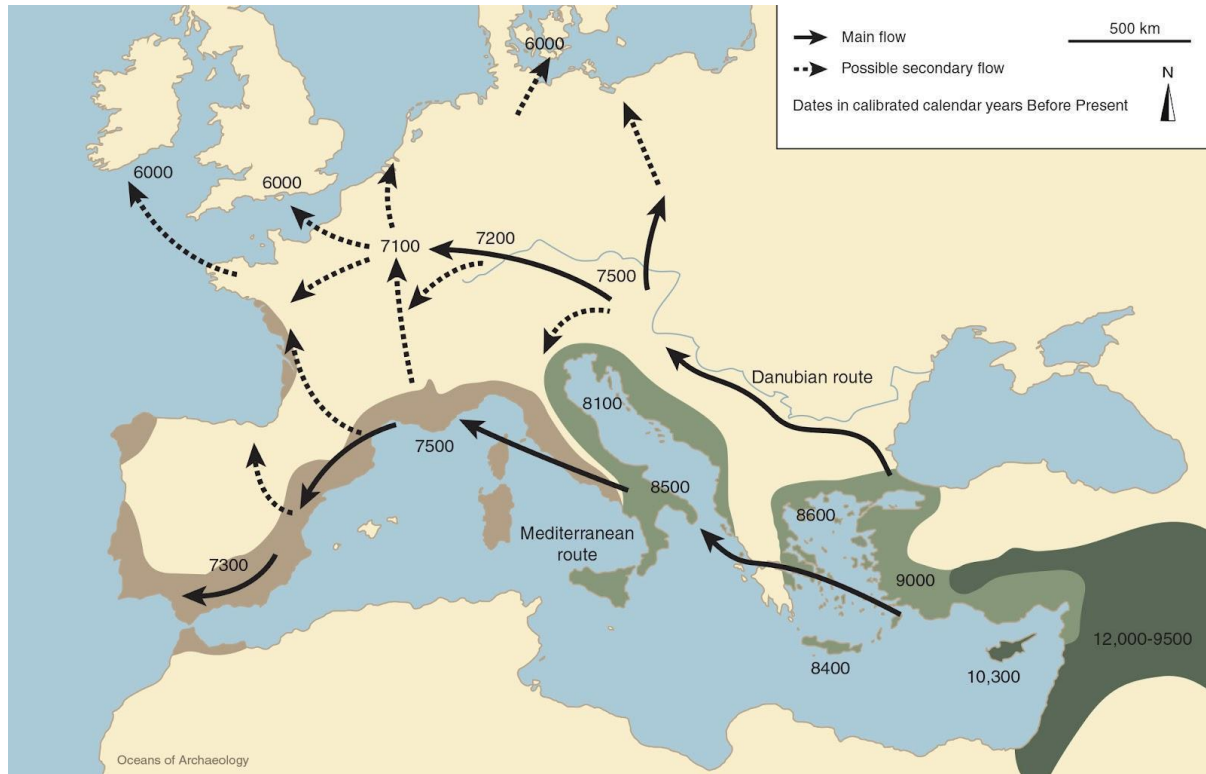 Main flow
500 km
Possible secondary flow
N
Dates in calibrated calendar years Before Present
6000
6000
6000
7100
7200
7500
Danubian route
8100
7500
8500
8600
Mediterranean
route
7300
9000
8400
10,300
12,000-9500
Oceans of Archaeology